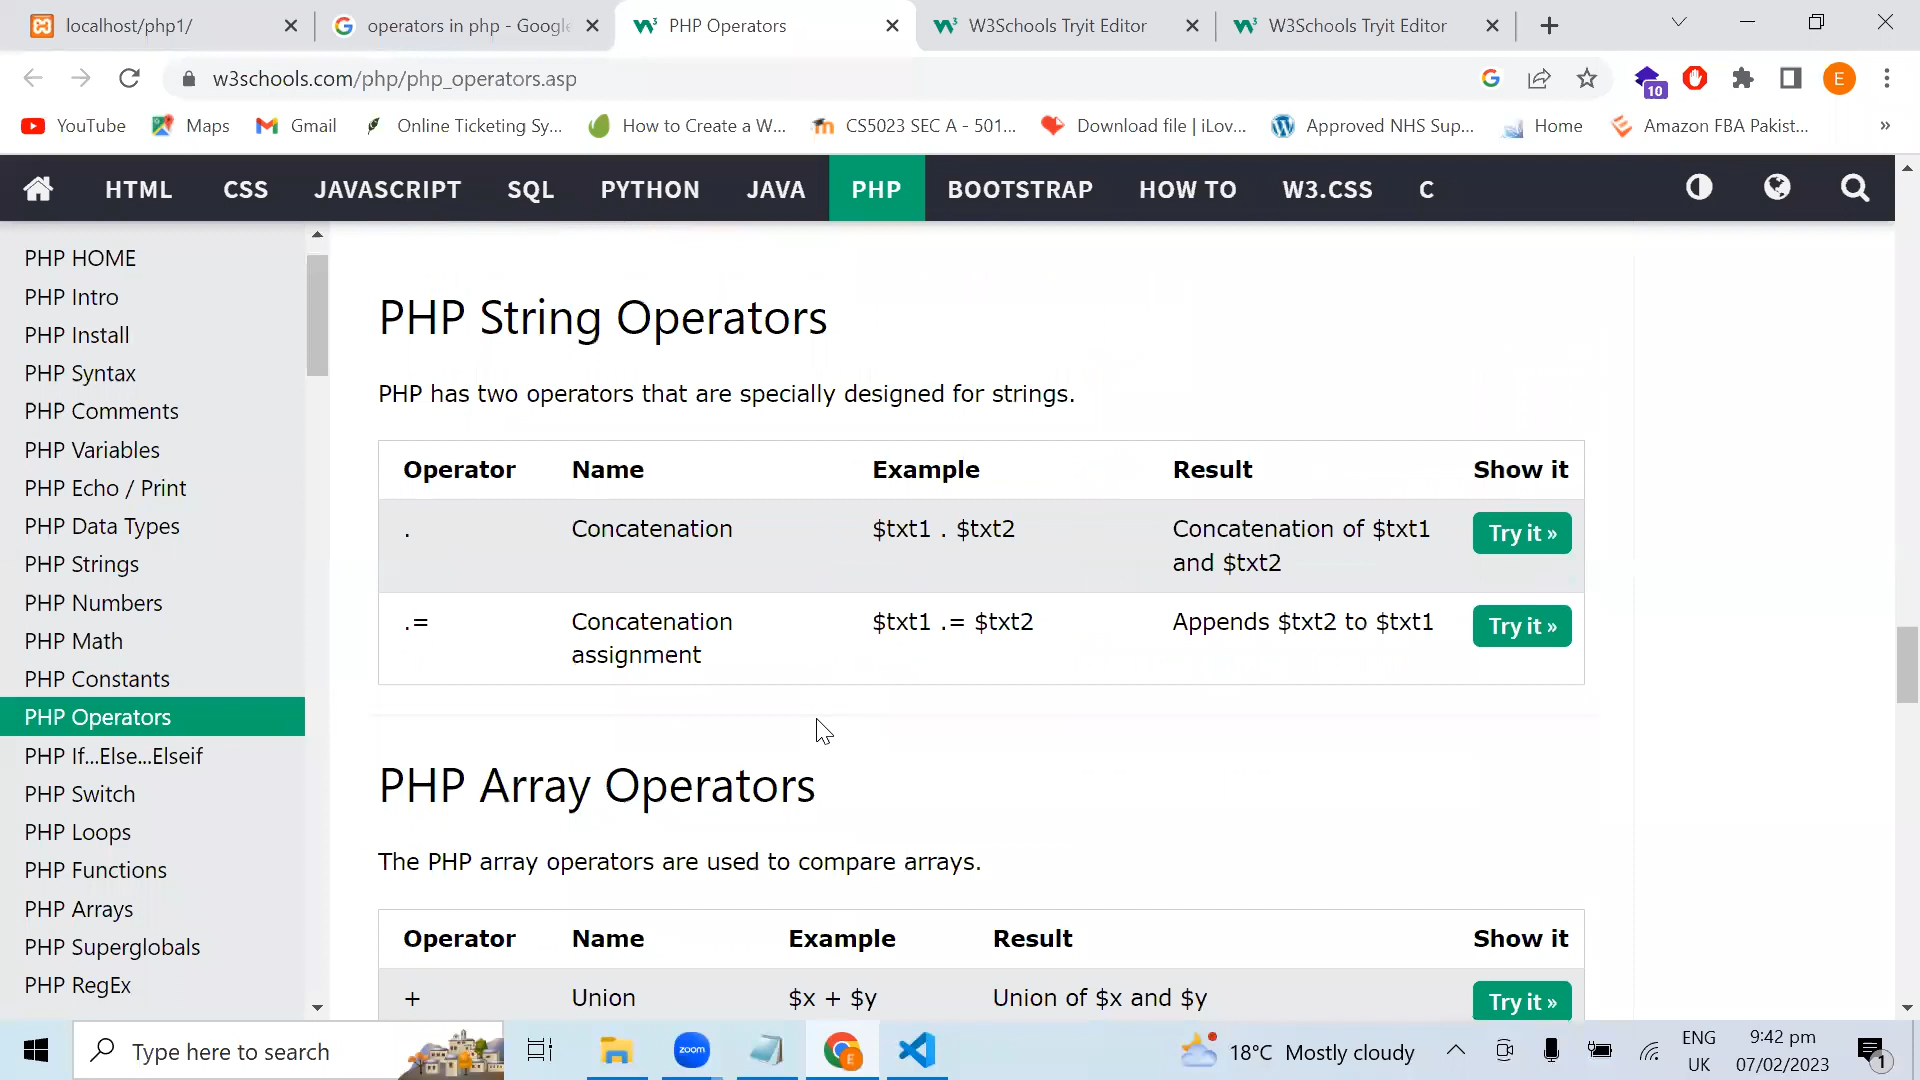 localhost/php1/
operators in php - Google
PHP Operators
W3Schools Tryit Editor
W3Schools Tryit Editor
w3schools.com/php/php_operators.asp
10
E
YouTube
Maps
Gmail
Online Ticketing Sy...
How to Create a W...
CS5023 SEC A - 501...
Download file | iLov...
Approved NHS Sup...
Home
Amazon FBA Pakist...
»
HTML CSS JAVASCRIPT SQL PYTHON JAVA PHP BOOTSTRAP HOW TO W3.CSS C
PHP HOME
PHP Intro
PHP Install
PHP Syntax
PHP Comments
PHP Variables
PHP Echo / Print
PHP Data Types
PHP Strings
PHP Numbers
PHP Math
PHP Constants
PHP Operators
PHP If...Else...Elseif
PHP Switch
PHP Loops
PHP Functions
PHP Arrays
PHP Superglobals
PHP RegEx
PHP String Operators
PHP has two operators that are specially designed for strings.
Operator Name Example Result Show it
. Concatenation $txt1 . $txt2 Concatenation of $txt1 Try it »
and $txt2
.= Concatenation $txt1 .= $txt2 Appends $txt2 to $txt1 Try it »
assignment
PHP Array Operators
The PHP array operators are used to compare arrays.
Operator Name Example Result Show it
+ Union $x + $y Union of $x and $y Try it »
Type here to search
zoom
E
18°C Mostly cloudy
ENG
UK
9:42 pm
07/02/2023
1